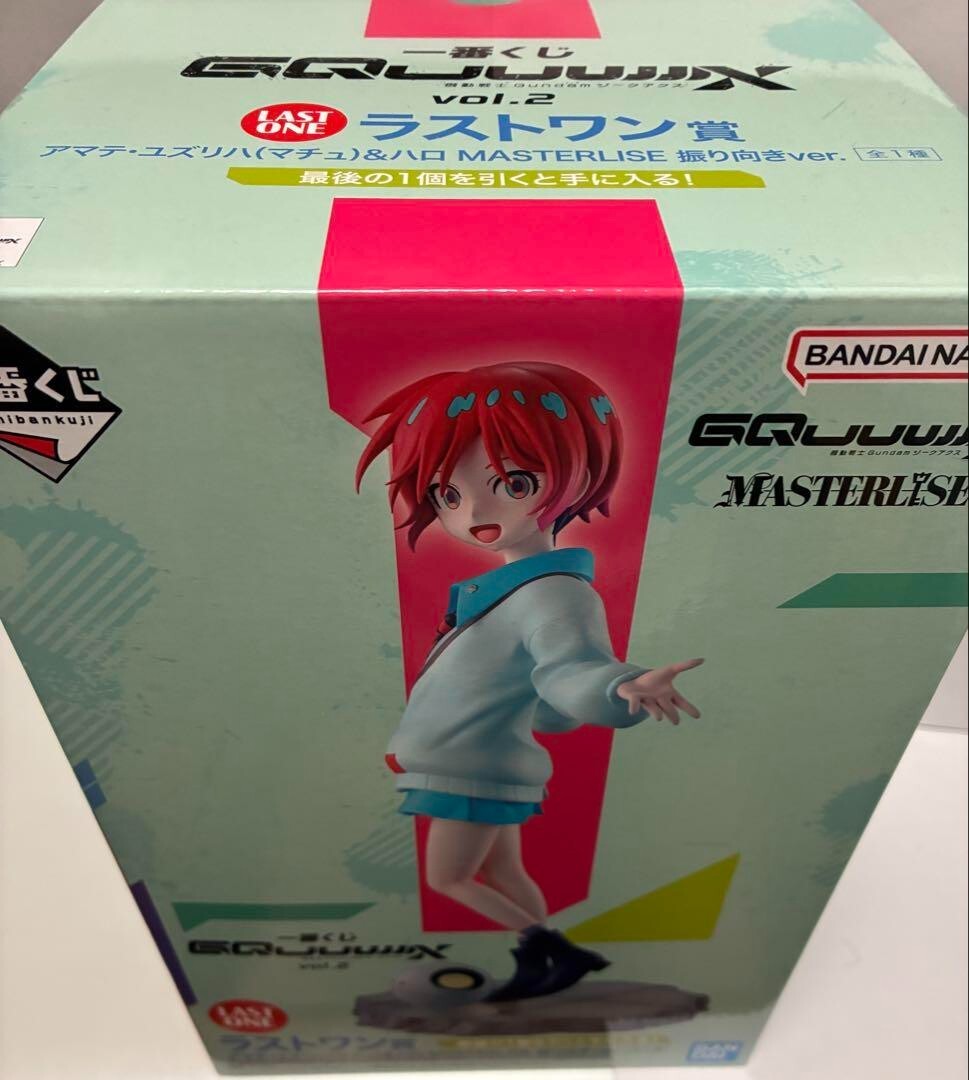 一番くじ
GQuuuuuuX
機動戦士Gundam ジークアクス
vol.2
LAST ONE ラストワン賞
アマテ・ユズリハ(マチュ)&ハロ MASTERLISE 振り向きver. 全1種
最後の1個を引くと手に入る!
番くじ
hibankuji
BANDAI NA
GQuuuuuuX
機動戦士Gundam ジークアクス
MASTERLISE
一番くじ
GQuuuuuuX
vol.2
LAST ONE
ラストワン賞
BAN
DAI